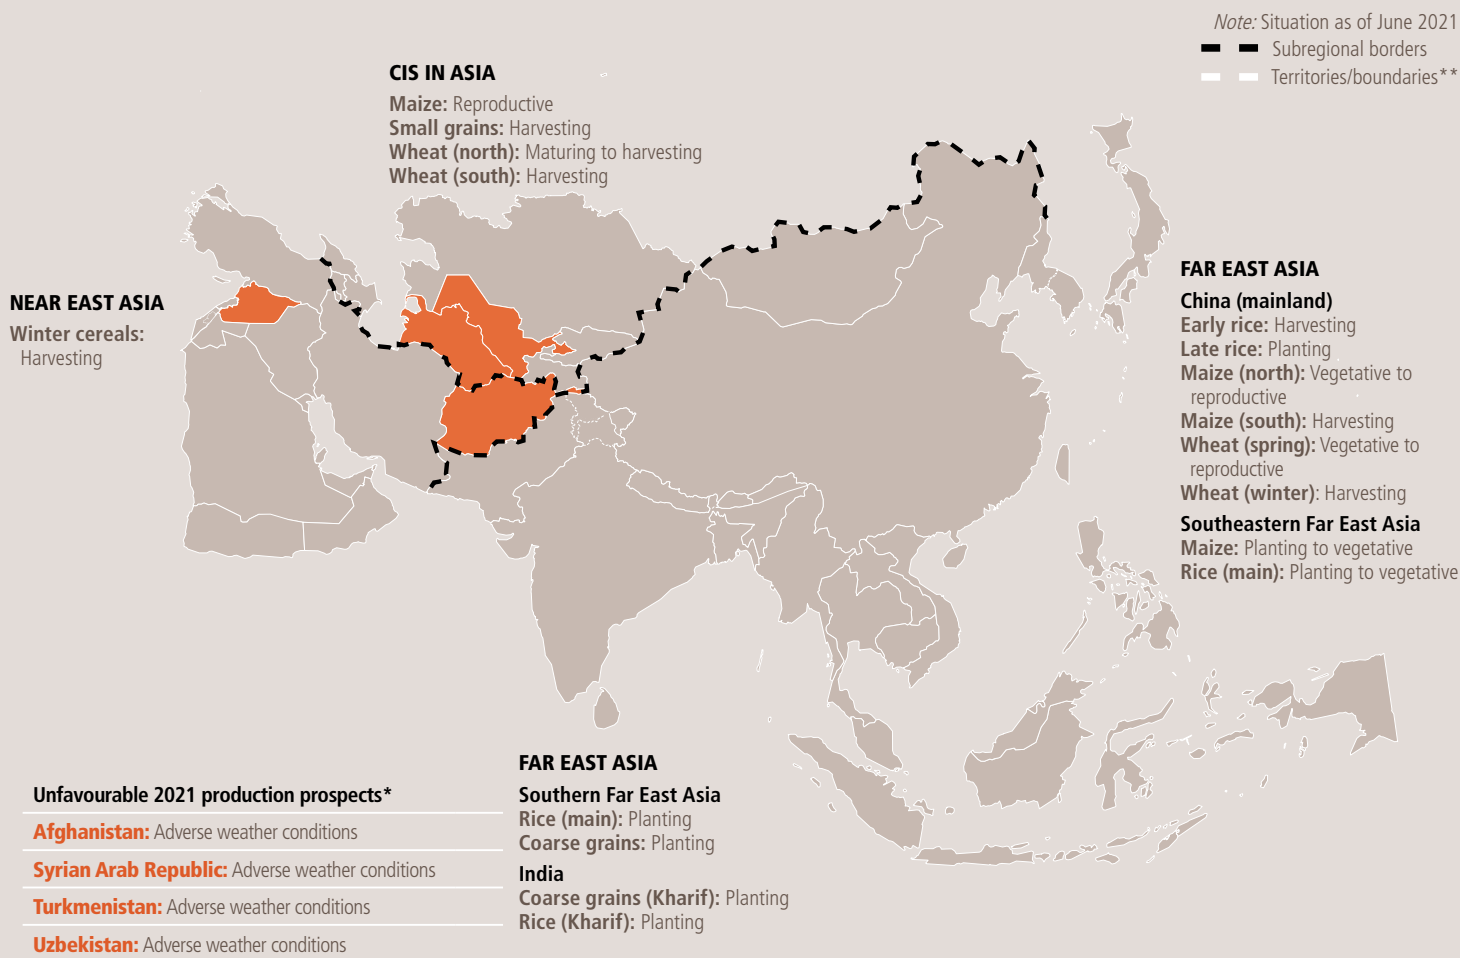 Note: Situation as of June 2021
Subregional borders
Territories/boundaries**
CIS IN ASIA
Maize: Reproductive
Small grains: Harvesting
Wheat (north): Maturing to harvesting
Wheat (south): Harvesting
NEAR EAST ASIA
Winter cereals:
Harvesting
FAR EAST ASIA
China (mainland)
Early rice: Harvesting
Late rice: Planting
Maize (north): Vegetative to
reproductive
Maize (south): Harvesting
Wheat (spring): Vegetative to
reproductive
Wheat (winter): Harvesting
Southeastern Far East Asia
Maize: Planting to vegetative
Rice (main): Planting to vegetative
FAR EAST ASIA
Southern Far East Asia
Rice (main): Planting
Coarse grains: Planting
India
Coarse grains (Kharif): Planting
Rice (Kharif): Planting
Unfavourable 2021 production prospects*
Afghanistan: Adverse weather conditions
Syrian Arab Republic: Adverse weather conditions
Turkmenistan: Adverse weather conditions
Uzbekistan: Adverse weather conditions